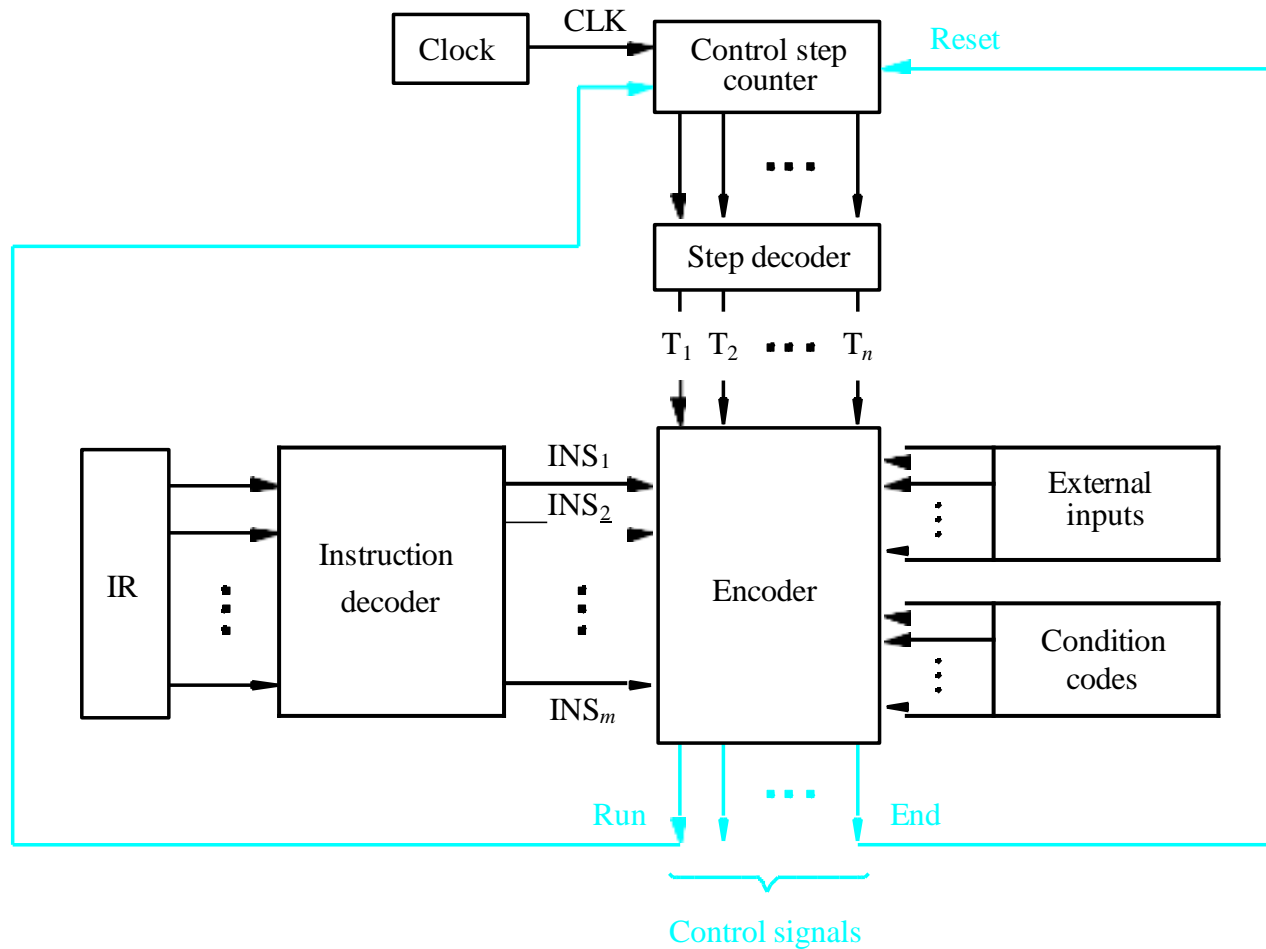 CLK
Clock
Control step
counter
Reset
Step decoder
T1 T2 Tn
INS1
INS2
INSm
IR
Instruction
decoder
Encoder
External
inputs
Condition
codes
Run
End
Control signals